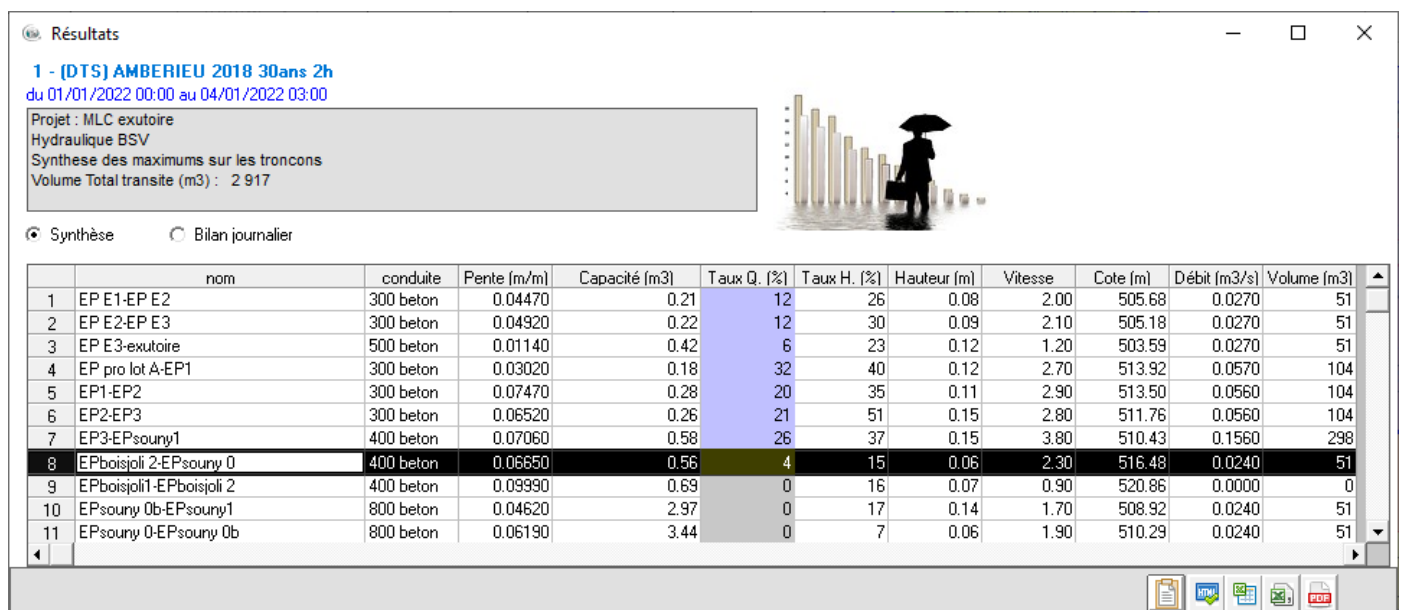 Résultats
1 - (DTS) AMBERIEU 2018 30ans 2h
du 01/01/2022 00:00 au 04/01/2022 03:00
Projet : MLC exutoire
Hydraulique BSV
Synthese des maximums sur les troncons
Volume Total transite (m3) : 2 917
Synthèse Bilan journalier
nom conduite Pente (m/m) Capacité (m3) Taux Q. (%) Taux H. (%) Hauteur (m) Vitesse Cote (m) Débit (m3/s) Volume (m3)
1 EP E1-EP E2 300 beton 0.04470 0.21 12 26 0.08 2.00 505.68 0.0270 51
2 EP E2-EP E3 300 beton 0.04920 0.22 12 30 0.09 2.10 505.18 0.0270 51
3 EP E3-exutoire 500 beton 0.01140 0.42 6 23 0.12 1.20 503.59 0.0270 51
4 EP pro lot A-EP1 300 beton 0.03020 0.18 32 40 0.12 2.70 513.92 0.0570 104
5 EP1-EP2 300 beton 0.07470 0.28 20 35 0.11 2.90 513.50 0.0560 104
6 EP2-EP3 300 beton 0.06520 0.26 21 51 0.15 2.80 511.76 0.0560 104
7 EP3-EPsouny1 400 beton 0.07060 0.58 26 37 0.15 3.80 510.43 0.1560 298
8 EPboisjoli 2-EPsouny 0 400 beton 0.06650 0.56 4 15 0.06 2.30 516.48 0.0240 51
9 EPboisjoli1-EPboisjoli 2 400 beton 0.09990 0.69 0 16 0.07 0.90 520.86 0.0000 0
10 EPsouny 0b-EPsouny1 800 beton 0.04620 2.97 0 17 0.14 1.70 508.92 0.0240 51
11 EPsouny 0-EPsouny 0b 800 beton 0.06190 3.44 0 7 0.06 1.90 510.29 0.0240 51
HTML
PDF